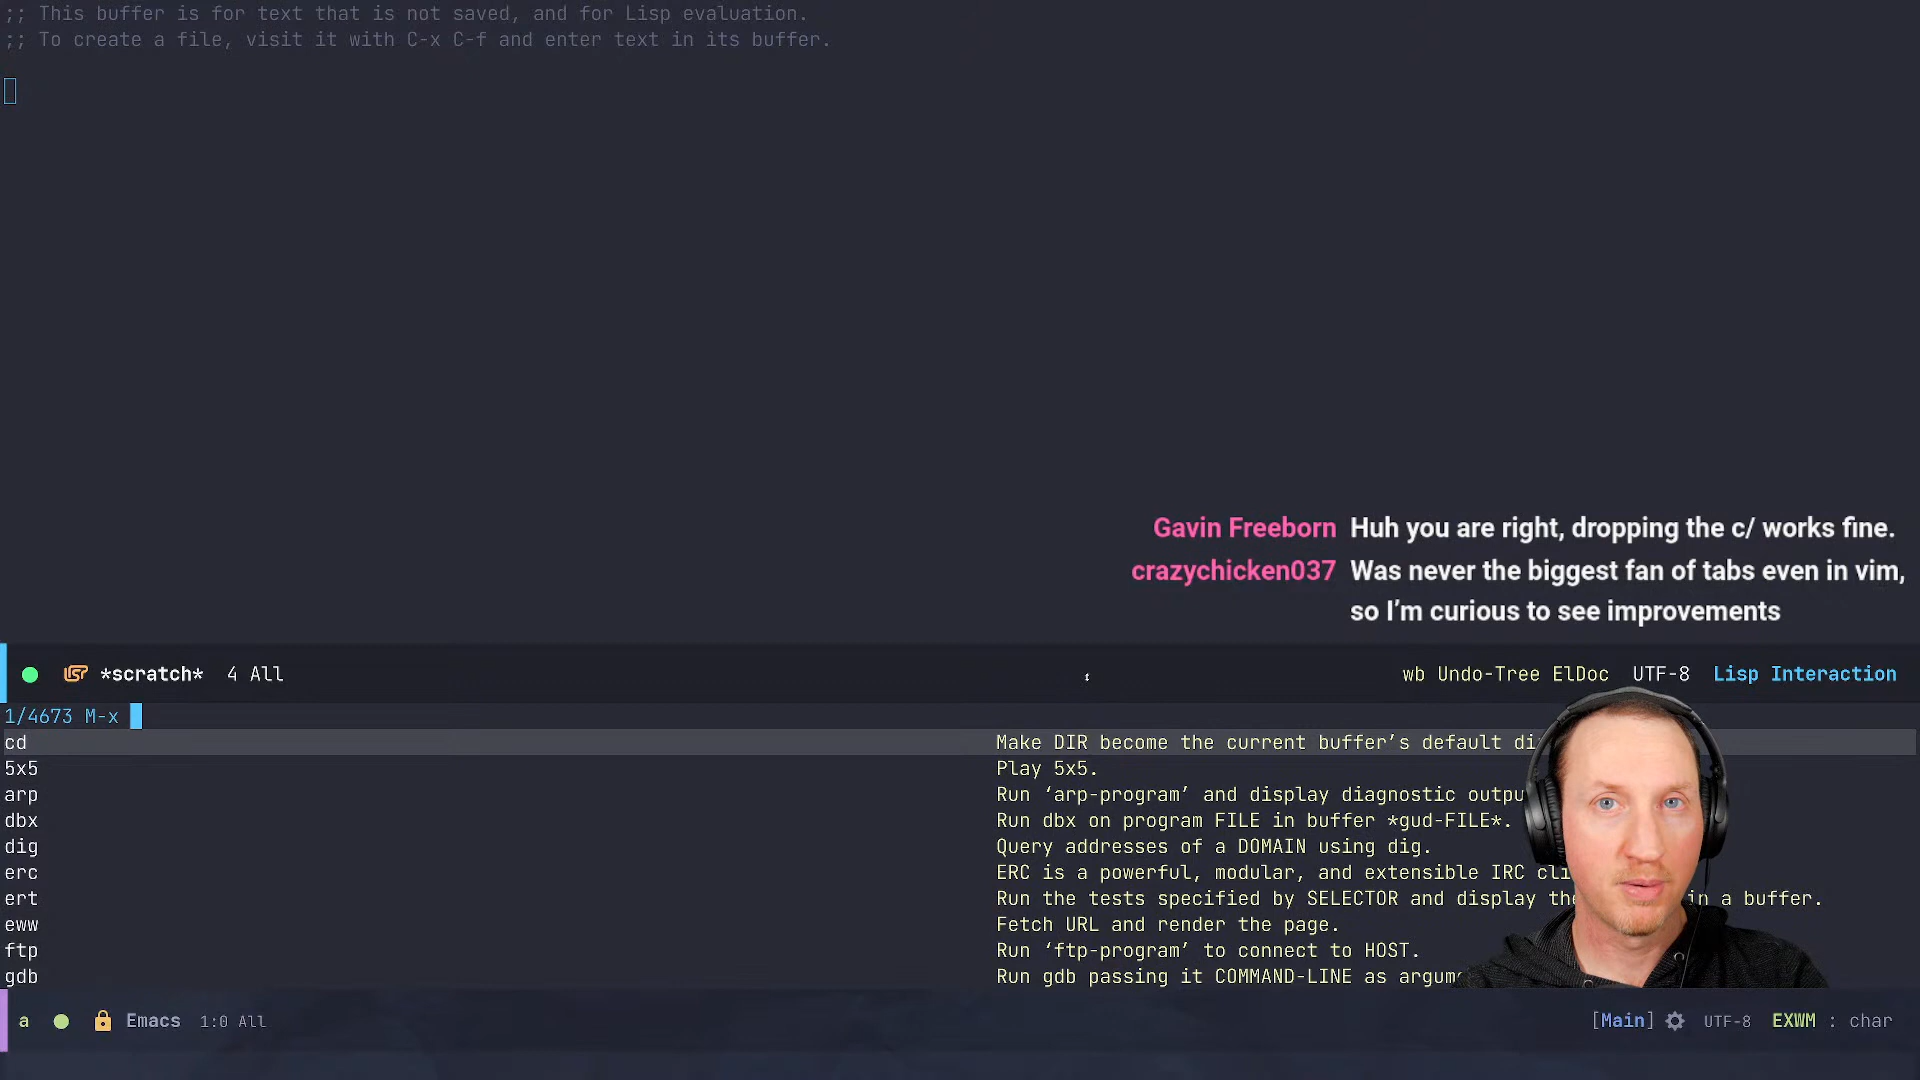 ;; This buffer is for text that is not saved, and for Lisp evaluation.
;; To create a file, visit it with C-x C-f and enter text in its buffer.
Gavin Freeborn Huh you are right, dropping the c/ works fine.
crazychicken037 Was never the biggest fan of tabs even in vim,
so I’m curious to see improvements
*scratch* 4 All wb Undo-Tree ElDoc UTF-8 Lisp Interaction
1/4673 M-x
cd Make DIR become the current buffer’s default
5x5 Play 5x5.
arp Run ‘arp-program’ and display diagnostic
dbx Run dbx on program FILE in buffer *gud-FILE*.
dig Query addresses of a DOMAIN using dig.
erc ERC is a powerful, modular, and extensible IRC
ert Run the tests specified by SELECTOR and display in a buffer.
eww Fetch URL and render the page.
ftp Run ‘ftp-program’ to connect to HOST.
gdb Run gdb passing it COMMAND-LINE as
a Emacs 1:0 All [Main] UTF-8 EXWM : char